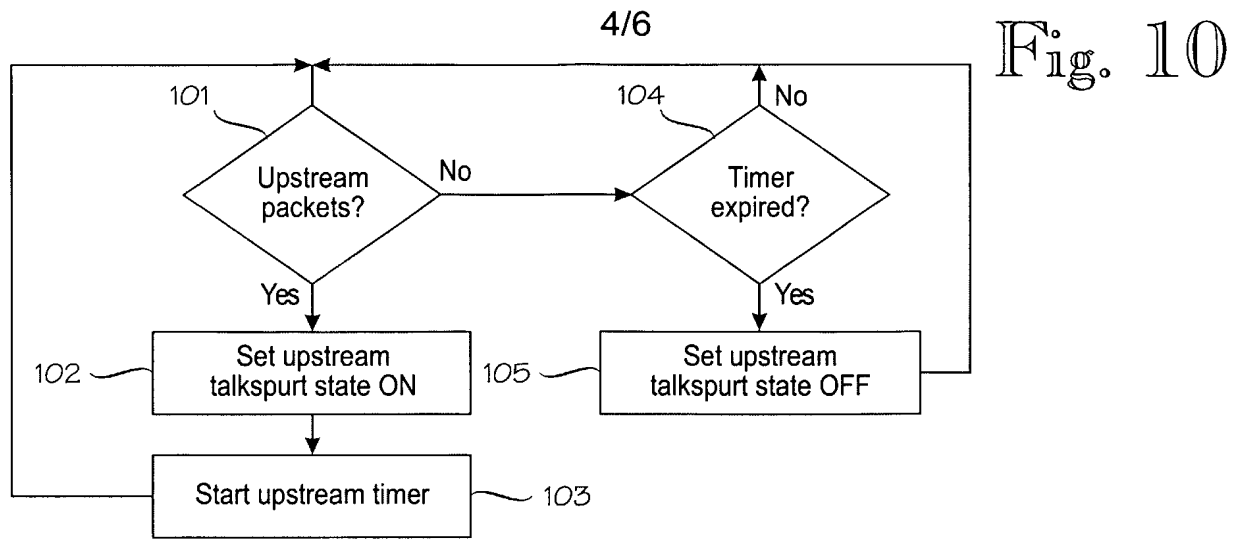 4/6
Fig. 10
101
104
No
Upstream
packets?
No
Timer
expired?
Yes
Yes
102
Set upstream
talkspurt state ON
105
Set upstream
talkspurt state OFF
Start upstream timer
103